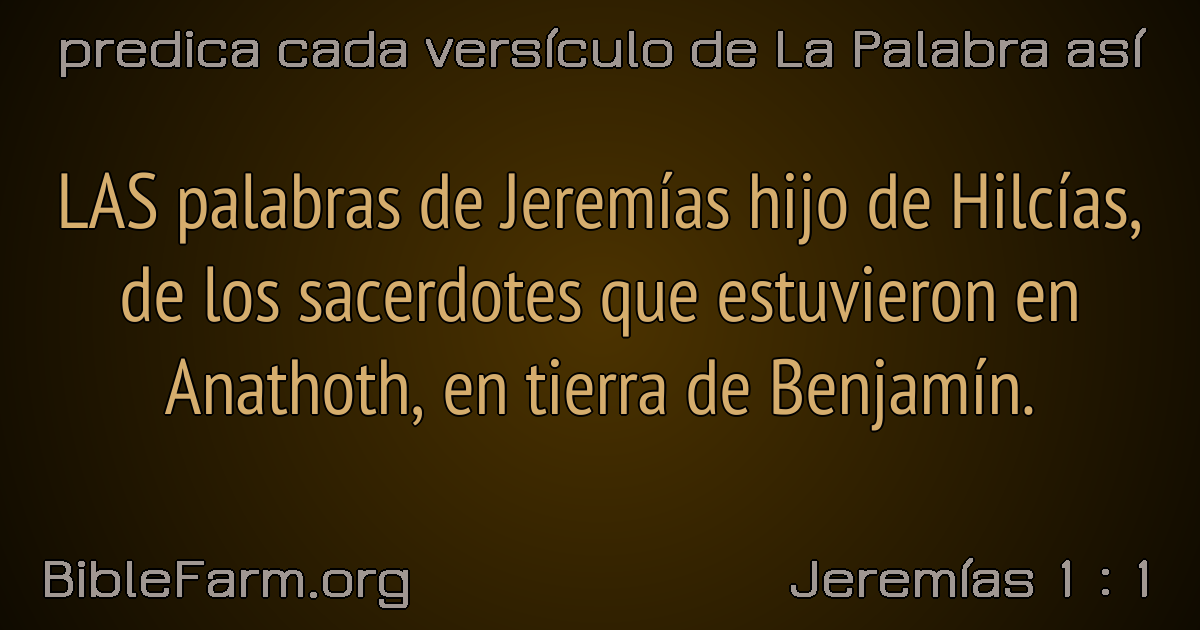 predica cada versículo de La Palabra así
LAS palabras de Jeremías hijo de Hilcías,
de los sacerdotes que estuvieron en
Anathoth, en tierra de Benjamín.
BibleFarm.org
Jeremías 1 : 1